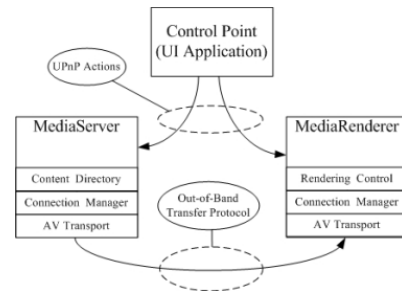 Control Point
(UI Application)
UPnP Actions
MediaServer
Content Directory
Connection Manager
AV Transport
MediaRenderer
Rendering Control
Connection Manager
AV Transport
Out-of-Band
Transfer Protocol